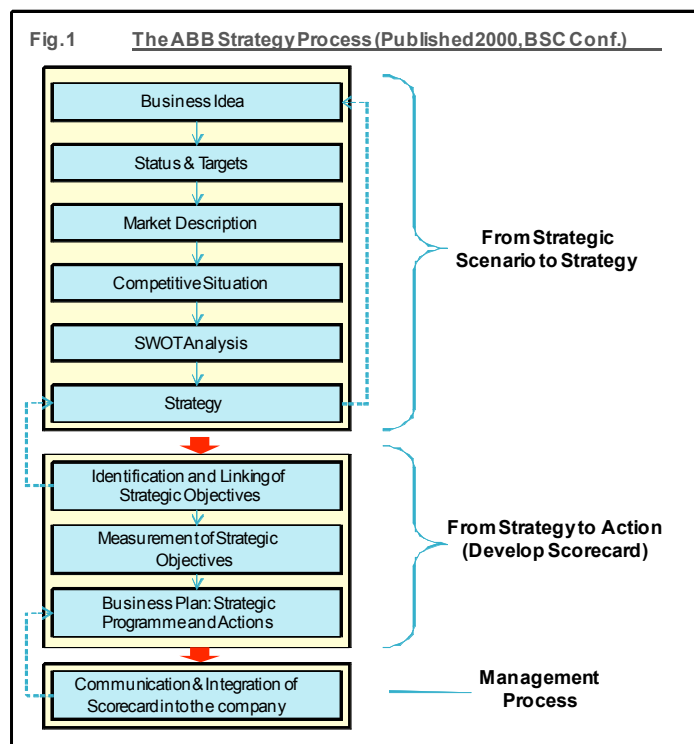 Fig.1 The ABB Strategy Process (Published 2000, BSC Conf.)
Business Idea
Status & Targets
Market Description
Competitive Situation
SWOT Analysis
Strategy
From Strategic
Scenario to Strategy
Identification and Linking of
Strategic Objectives
Measurement of Strategic
Objectives
Business Plan: Strategic
Programme and Actions
From Strategy to Action
(Develop Scorecard)
Communication & Integration of
Scorecard into the company
Management
Process